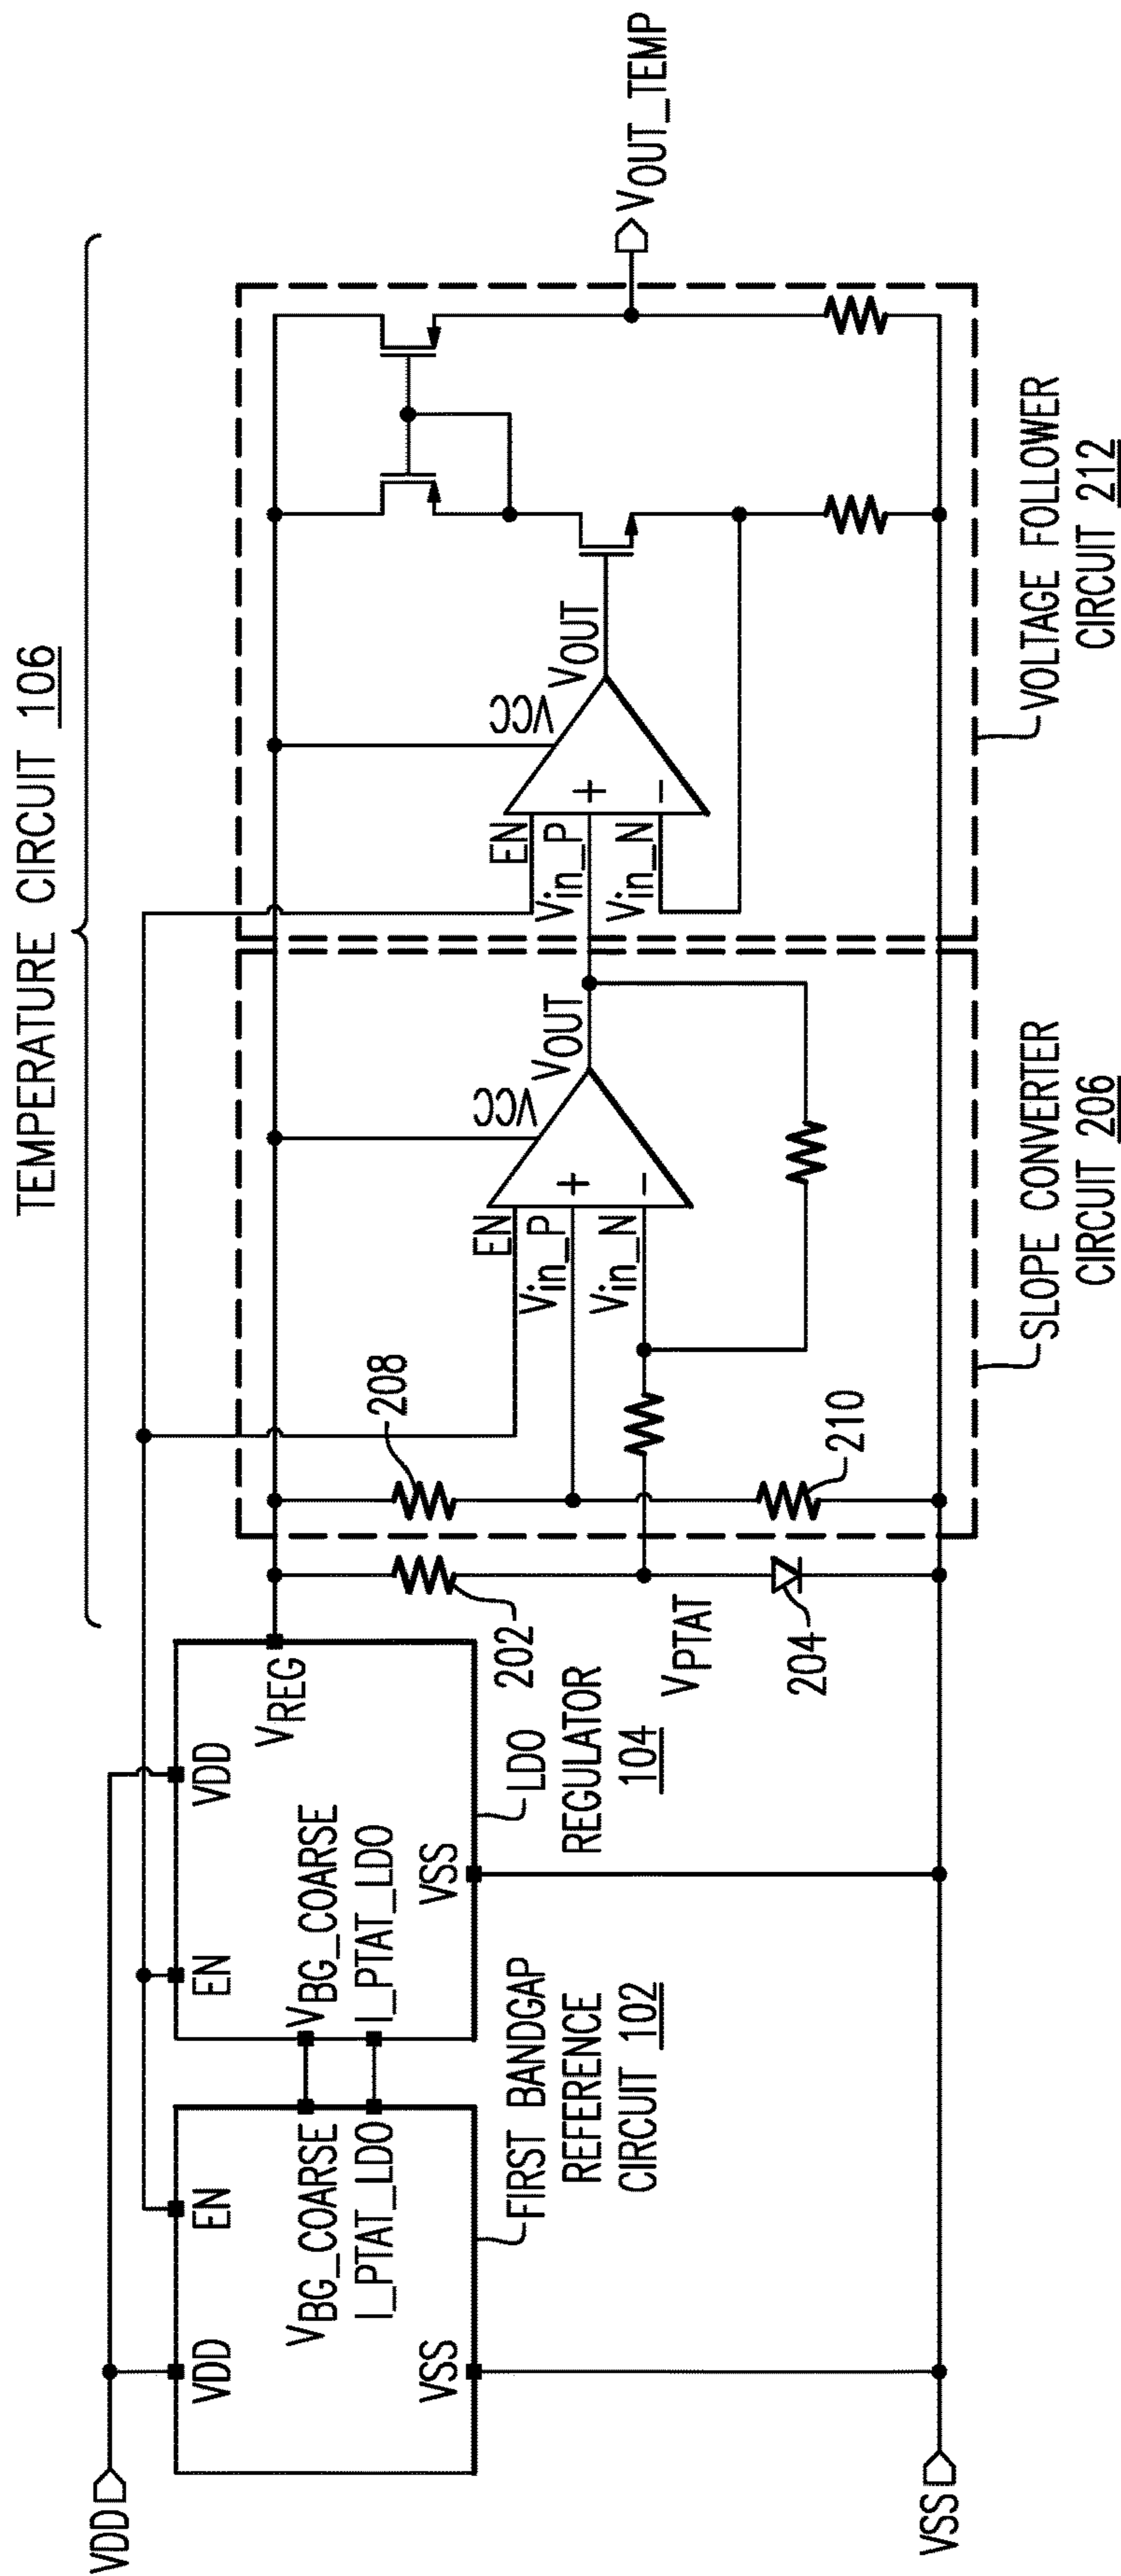 TEMPERATURE CIRCUIT 106
VDD
VDD
EN
VBG_COARSE
I_PTAT_LDO
VSS
FIRST BANDGAP
REFERENCE
CIRCUIT 102
EN
VDD
VREG
VBG_COARSE
I_PTAT_LDO
VSS
LDO
REGULATOR
104
202
VPTAT
204
208
210
EN
Vin_P
Vin_N
+
−
VCC
VOUT
SLOPE CONVERTER
CIRCUIT 206
EN
Vin_P
Vin_N
+
−
VCC
VOUT
VOLTAGE FOLLOWER
CIRCUIT 212
VOUT_TEMP
VSS